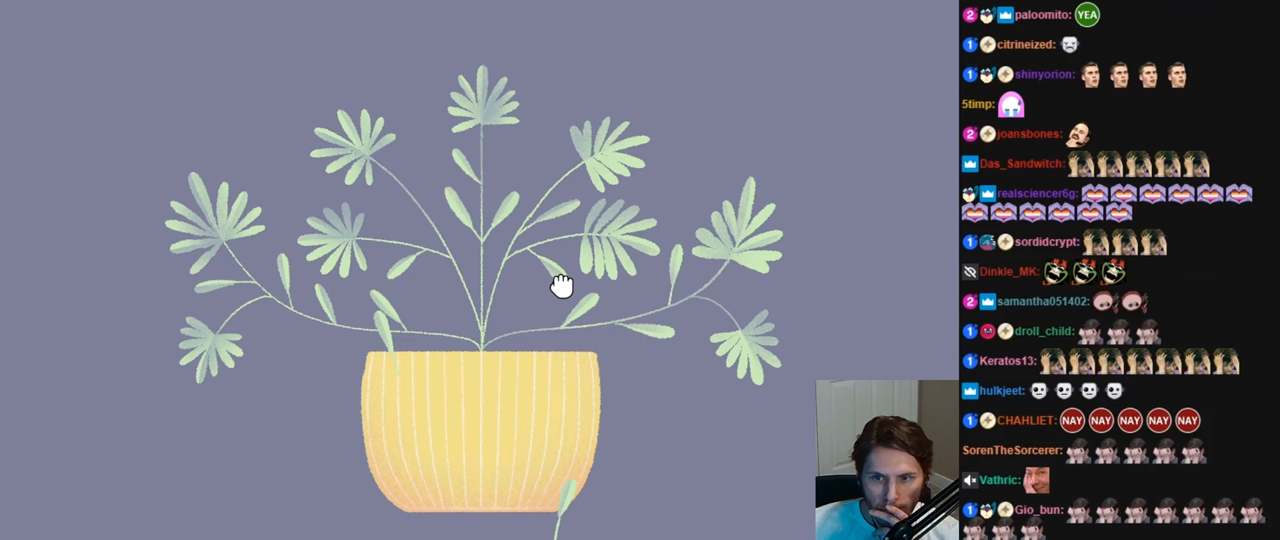 paloomito: YEA
citrineized:
shinyorion:
5timp:
joansbones:
Das_Sandwitch:
realsciencer6g:
sordidcrypt:
Dinkle_MK:
samantha051402:
droll_child:
Keratos13:
hulkjeet:
CHAHLIET: NAY NAY NAY NAY NAY
SorenTheSorcerer:
Vathric:
Gio_bun: